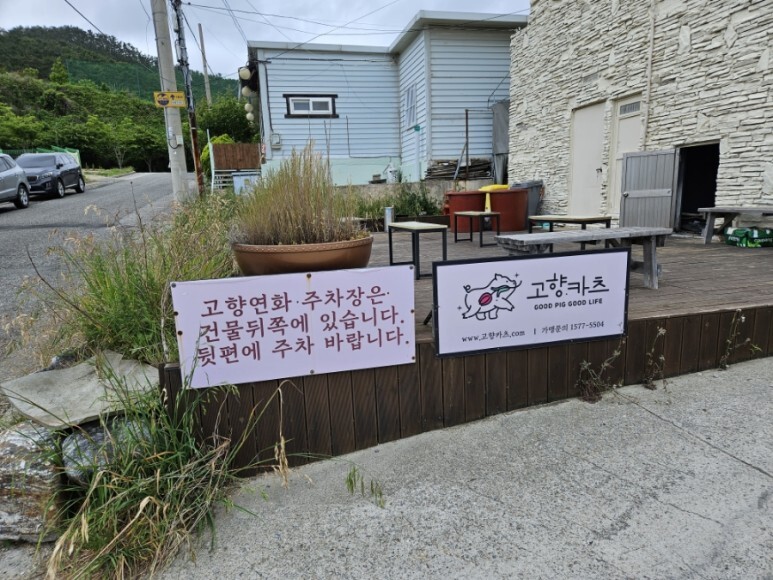 고향연화 주차장은
건물뒤쪽에 있습니다.
뒷편에 주차 바랍니다.
고향카츠
GOOD PIG GOOD LIFE
www.고향카츠.com | 가맹문의 1577-5504